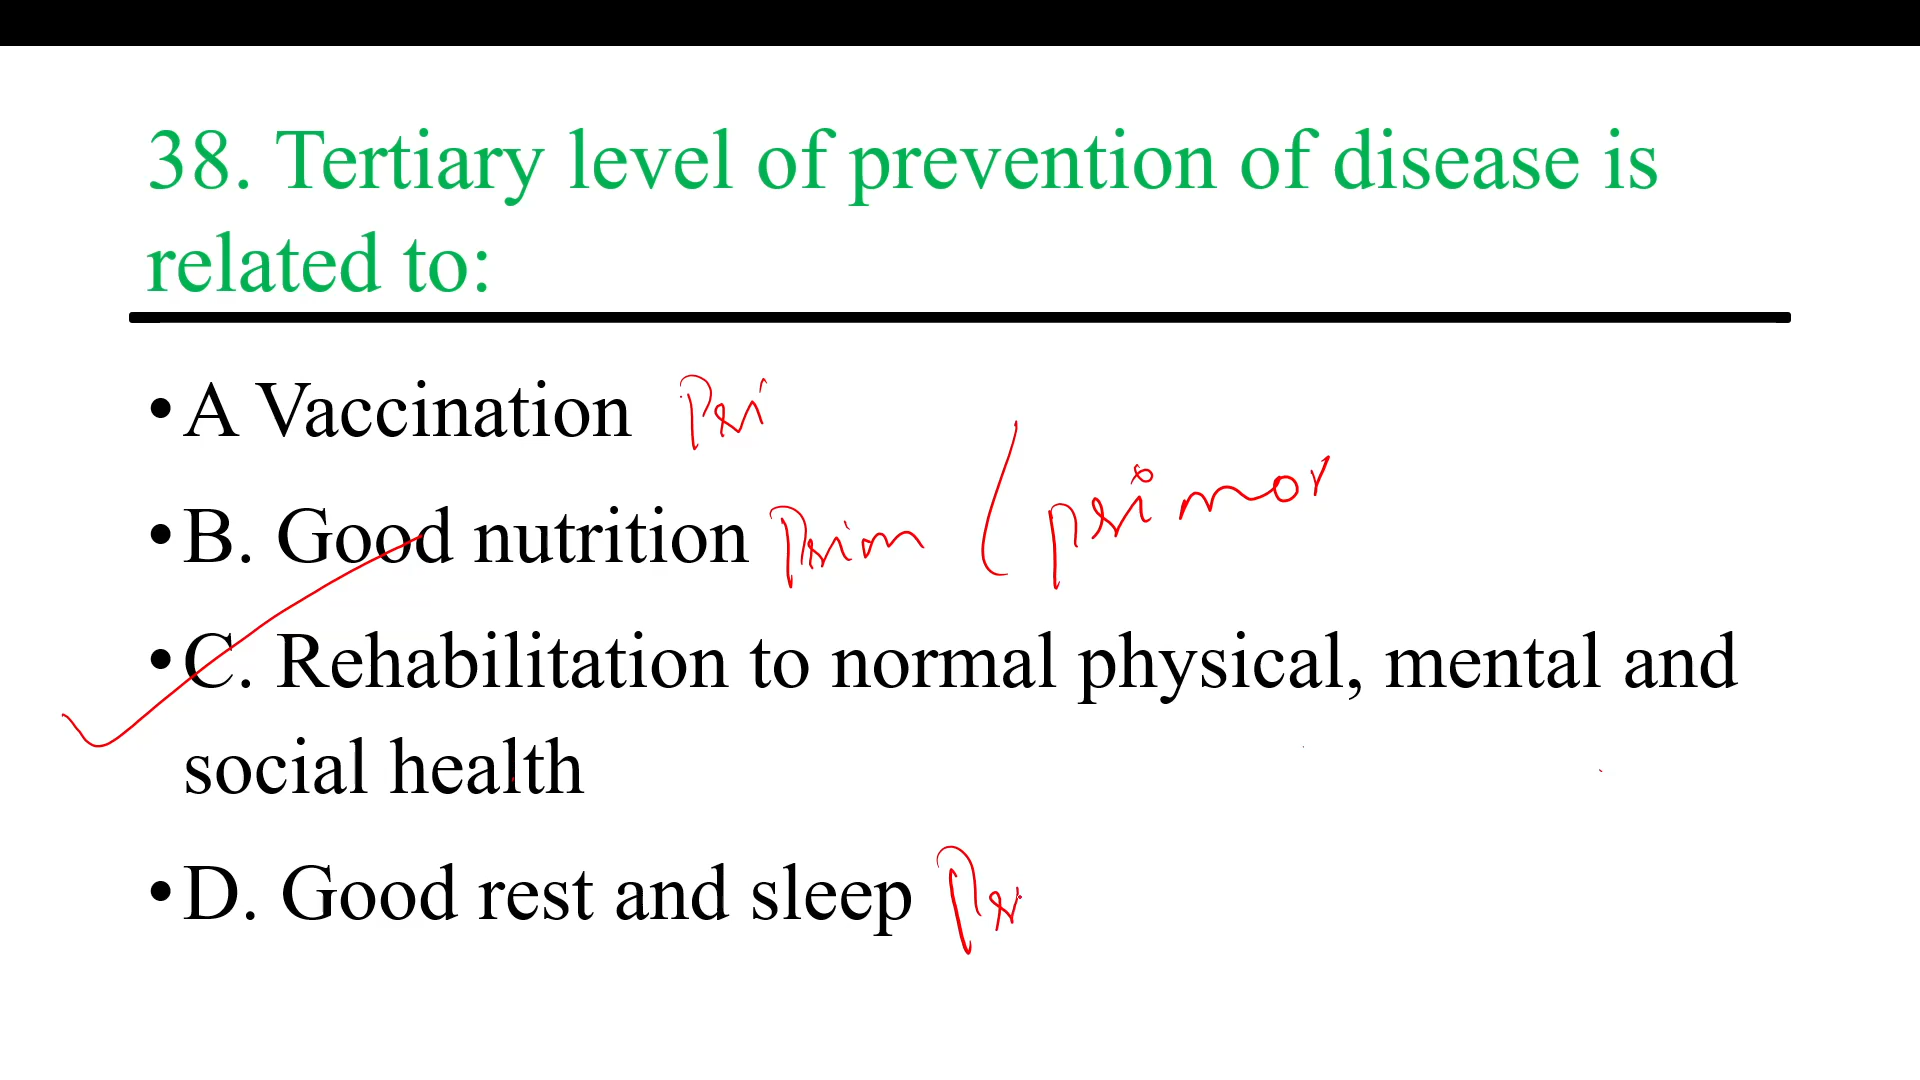 38. Tertiary level of prevention of disease is
related to:
•A Vaccination Pri
•B. Good nutrition Prim ( primor
•C. Rehabilitation to normal physical, mental and
social health
•D. Good rest and sleep Pr